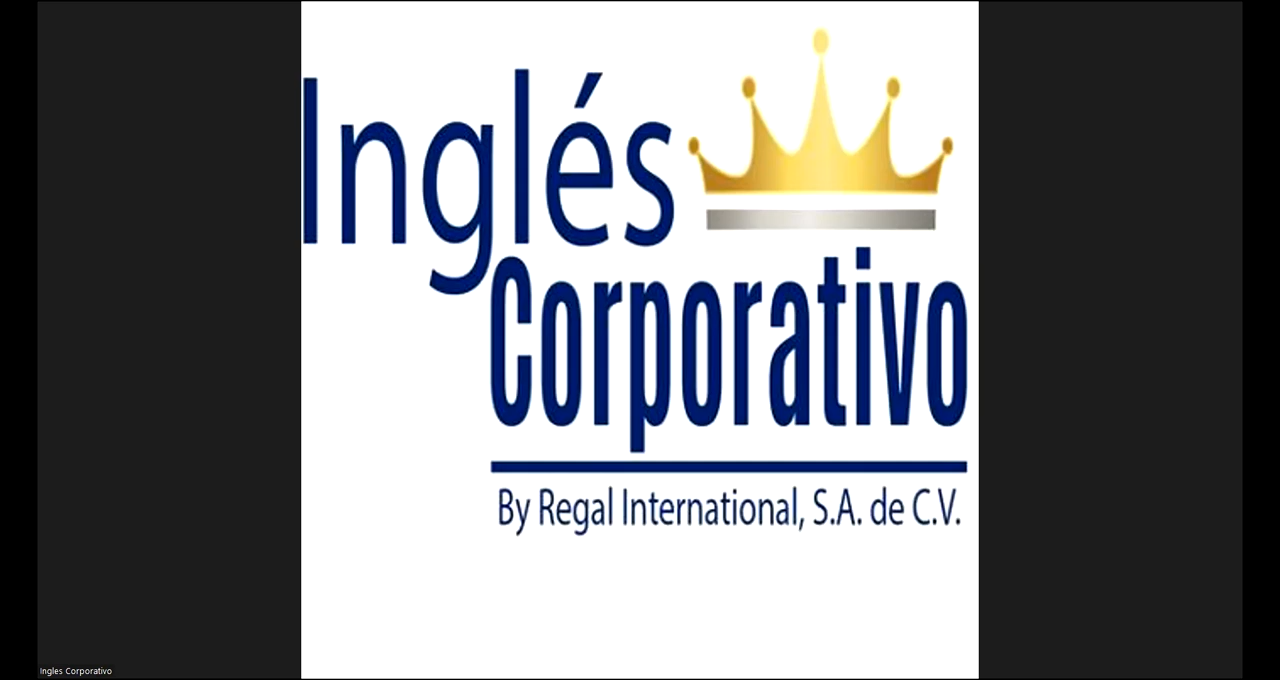 Inglés
Corporativo
By Regal International, S.A. de C.V.
Ingles Corporativo